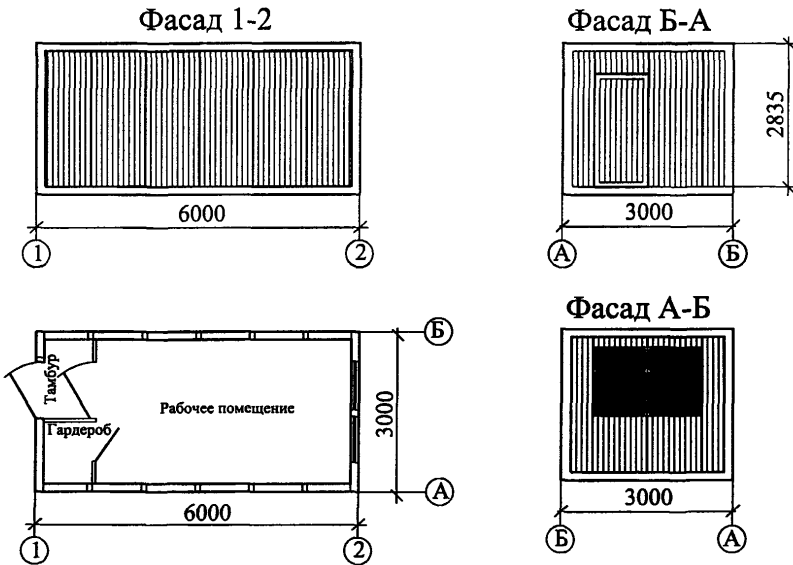 Фасад 1-2
6000
1
2
Фасад Б-А
2835
3000
А
Б
Тамбур
Гардероб
Рабочее помещение
Б
3000
А
6000
1
2
Фасад А-Б
3000
Б
А